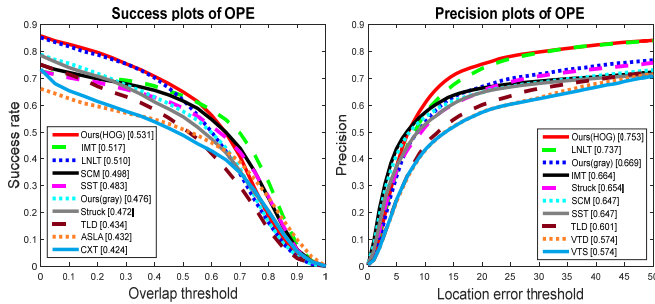 Success plots of OPE
0.9
0.8
0.7
0.6
0.5
0.4
0.3
0.2
0.1
0
Success rate
Ours(HOG) [0.531]
IMT [0.517]
LNLT [0.510]
SCM [0.498]
SST [0.483]
Ours(gray) [0.476]
Struck [0.472]
TLD [0.434]
ASLA [0.432]
CXT [0.424]
0 0.1 0.2 0.3 0.4 0.5 0.6 0.7 0.8 0.9 1
Overlap threshold
Precision plots of OPE
0.9
0.8
0.7
0.6
0.5
0.4
0.3
0.2
0.1
0
Precision
Ours(HOG) [0.753]
LNLT [0.737]
Ours(gray) [0.669]
IMT [0.664]
Struck [0.654]
SCM [0.647]
SST [0.647]
TLD [0.601]
VTD [0.574]
VTS [0.574]
0 5 10 15 20 25 30 35 40 45 50
Location error threshold